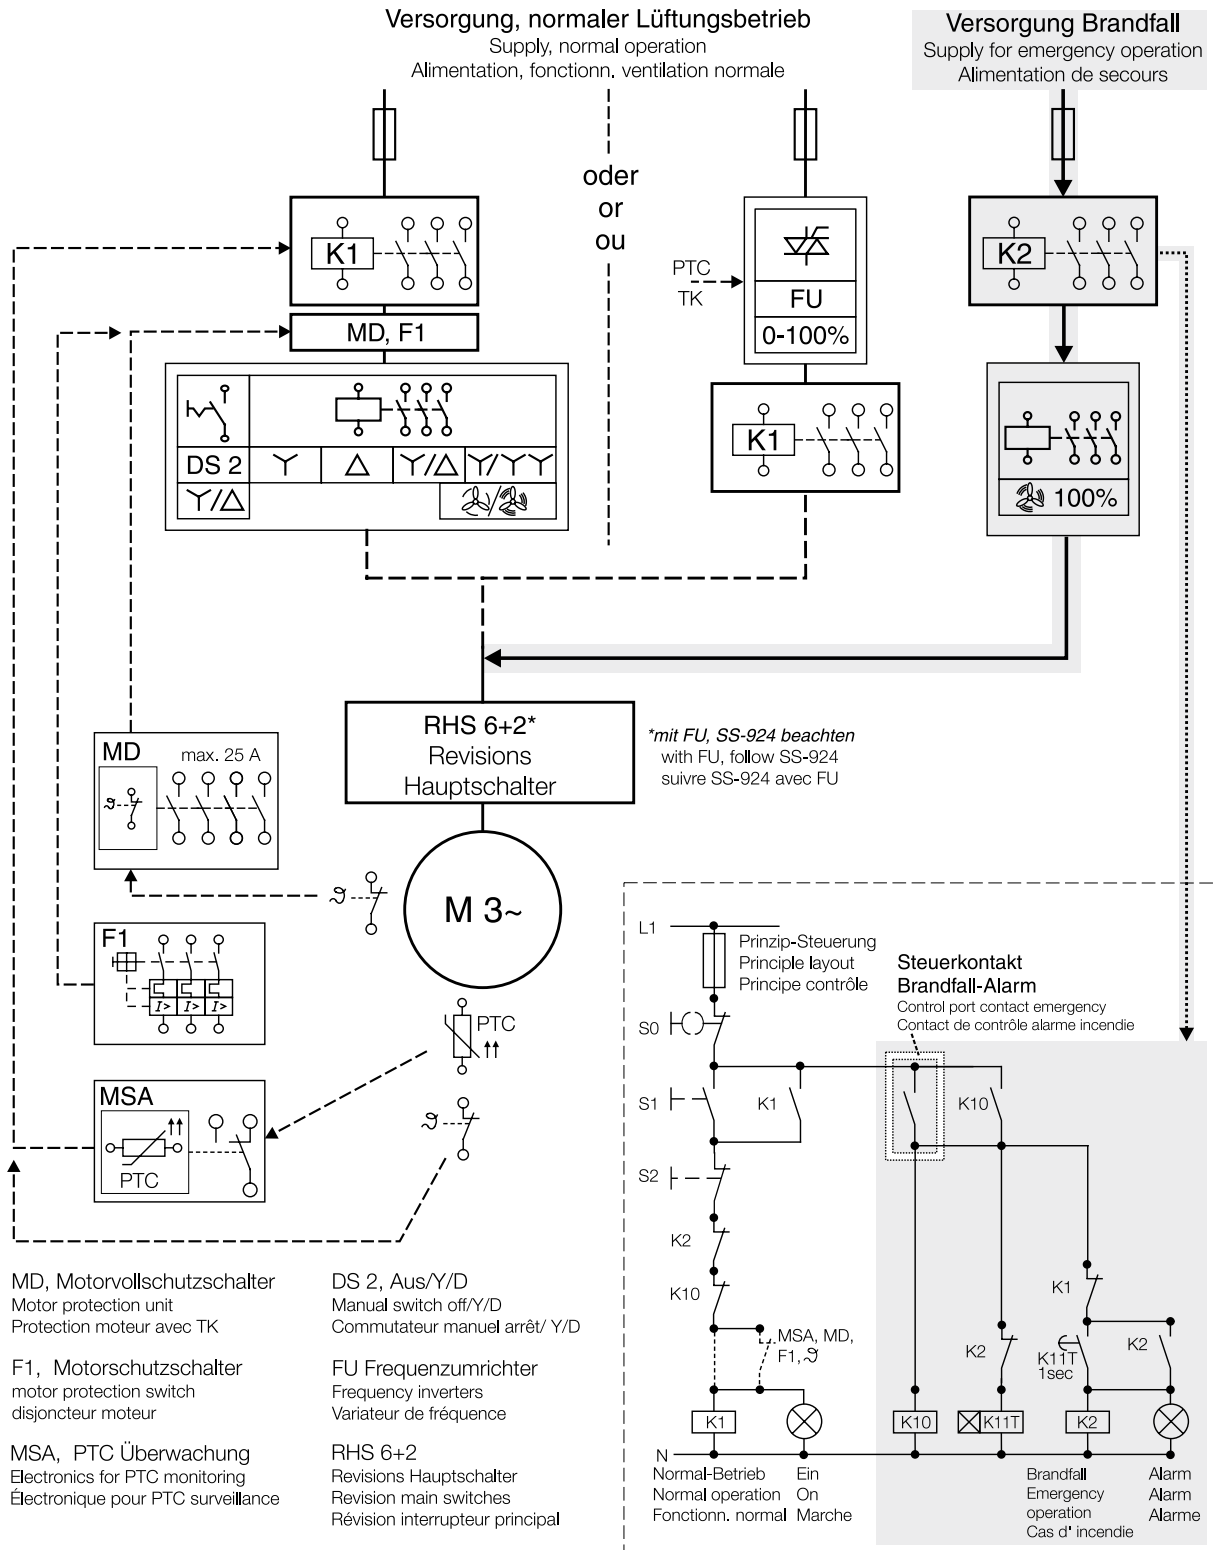 Versorgung, normaler Lüftungsbetrieb
Supply, normal operation
Alimentation, fonctionn. ventilation normale
Versorgung Brandfall
Supply for emergency operation
Alimentation de secours
oder
or
ou
K1
MD, F1
DS 2
PTC
TK
FU
0-100%
K1
K2
100%
RHS 6+2*
Revisions
Hauptschalter
*mit FU, SS-924 beachten
with FU, follow SS-924
suivre SS-924 avec FU
MD
max. 25 A
ϑ
F1
I> I> I>
MSA
PTC
ϑ
M 3~
PTC
ϑ
L1
Prinzip-Steuerung
Principle layout
Principe contrôle
Steuerkontakt
Brandfall-Alarm
Control port contact emergency
Contact de contrôle alarme incendie
S0
S1
K1
K10
S2
K2
K10
K1
MSA, MD,
F1, ϑ
K2
K11T
1sec
K2
K1
K10
K11T
K2
N
Normal-Betrieb
Normal operation
Fonctionn. normal
Ein
On
Marche
Brandfall
Emergency
operation
Cas d' incendie
Alarm
Alarm
Alarme
MD, Motorvollschutzschalter
Motor protection unit
Protection moteur avec TK
F1, Motorschutzschalter
motor protection switch
disjoncteur moteur
MSA, PTC Überwachung
Electronics for PTC monitoring
Électronique pour PTC surveillance
DS 2, Aus/Y/D
Manual switch off/Y/D
Commutateur manuel arrêt/ Y/D
FU Frequenzumrichter
Frequency inverters
Variateur de fréquence
RHS 6+2
Revisions Hauptschalter
Revision main switches
Révision interrupteur principal